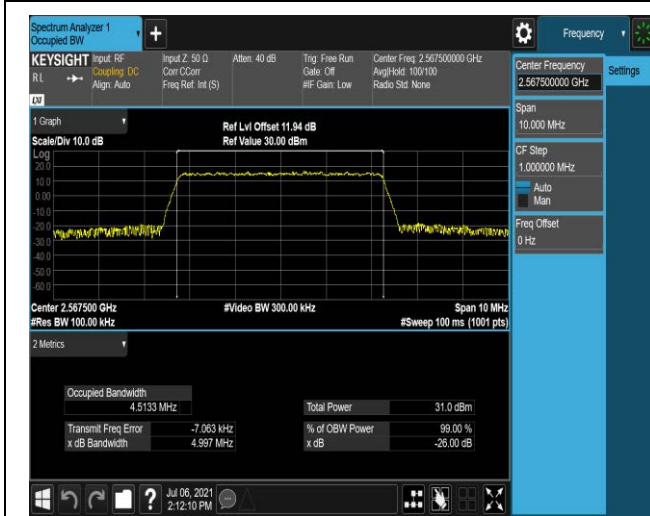 Spectrum Analyzer 1
Occupied BW
+
Frequency
KEYSIGHT
RL
LXI
Input: RF
Coupling: DC
Align: Auto
Input Z: 50 Ω
Corr CCorr
Freq Ref: Int (S)
Atten: 40 dB
Trig: Free Run
Gate: Off
#IF Gain: Low
Center Freq: 2.567500000 GHz
Avg|Hold: 100/100
Radio Std: None
Center Frequency
2.567500000 GHz
Settings
Span
10.000 MHz
CF Step
1.000000 MHz
Auto
Man
Freq Offset
0 Hz
1 Graph
Scale/Div 10.0 dB
Ref Lvl Offset 11.94 dB
Ref Value 30.00 dBm
Log
20.0
10.0
0.00
-10.0
-20.0
-30.0
-40.0
-50.0
-60.0
Center 2.567500 GHz
#Video BW 300.00 kHz
Span 10 MHz
#Res BW 100.00 kHz
#Sweep 100 ms (1001 pts)
2 Metrics
Occupied Bandwidth
4.5133 MHz
Total Power 31.0 dBm
Transmit Freq Error -7.063 kHz
% of OBW Power 99.00 %
x dB Bandwidth 4.997 MHz
x dB -26.00 dB
?
Jul 06, 2021
2:12:10 PM